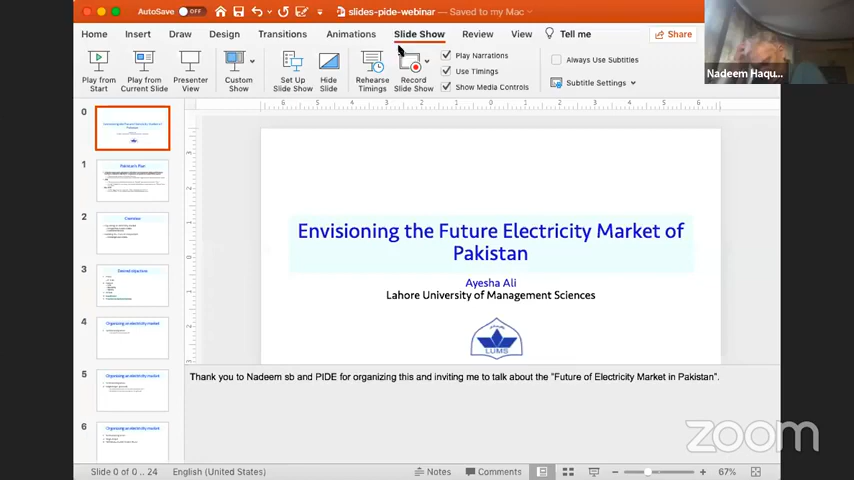 AutoSave OFF slides-pide-webinar — Saved to my Mac
Home Insert Draw Design Transitions Animations Slide Show Review View Tell me Share
Play from Start
Play from Current Slide
Presenter View
Custom Show
Set Up Slide Show
Hide Slide
Rehearse Timings
Record Slide Show
Play Narrations
Use Timings
Show Media Controls
Always Use Subtitles
Subtitle Settings
Nadeem Haqu...
0
1
Pakistan's Plan
2
Overview
3
Desired objectives
4
Organizing an electricity market
5
Organizing an electricity market
6
Organizing an electricity market
Envisioning the Future Electricity Market of
Pakistan
Ayesha Ali
Lahore University of Management Sciences
LUMS
Thank you to Nadeem sb and PIDE for organizing this and inviting me to talk about the "Future of Electricity Market in Pakistan".
zoom
Slide 0 of 0 .. 24 English (United States) Notes Comments 67%